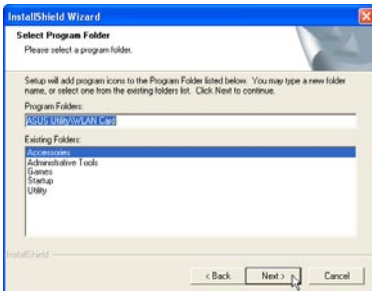 InstallShield Wizard
Select Program Folder
Please select a program folder.
Setup will add program icons to the Program Folder listed below. You may type a new folder
name, or select one from the existing folders list. Click Next to continue.
Program Folders:
ASUS Utility\WLAN Card
Existing Folders:
Accessories
Administrative Tools
Games
Startup
Utility
InstallShield
< Back
Next >
Cancel